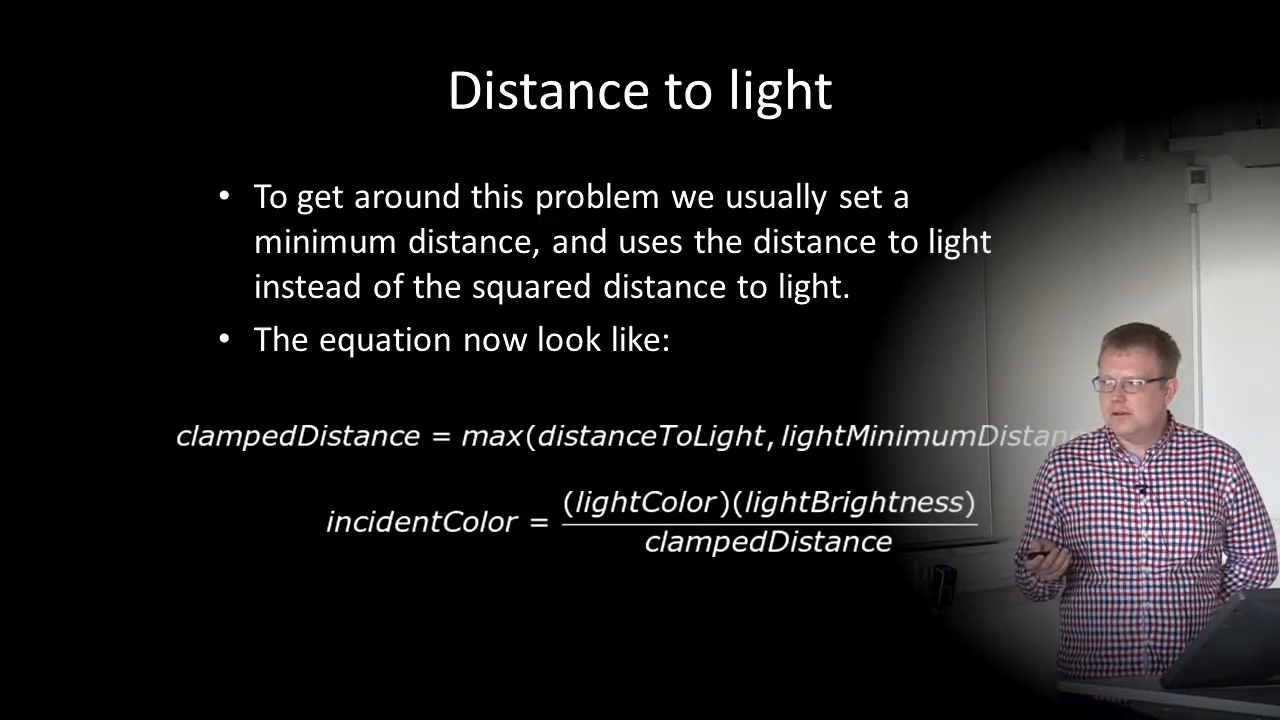 Distance to light
• To get around this problem we usually set a
minimum distance, and uses the distance to light
instead of the squared distance to light.
• The equation now look like:
clampedDistance = max(distanceToLight, lightMinimumDistan
incidentColor = (lightColor)(lightBrightness)
clampedDistance